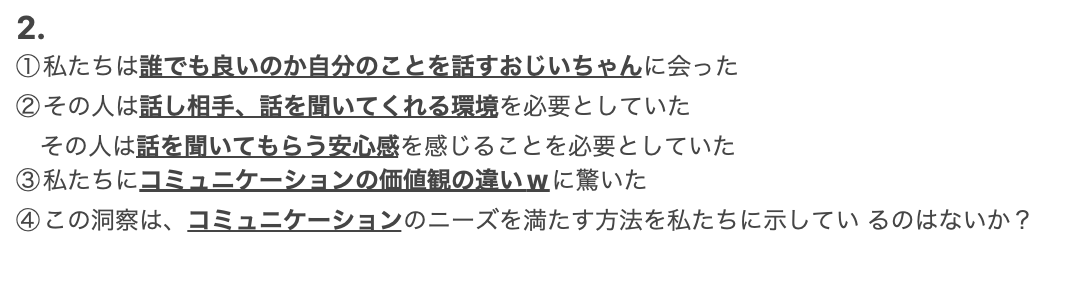 2.
①私たちは誰でも良いのか自分のことを話すおじいちゃんに会った
②その人は話し相手、話を聞いてくれる環境を必要としていた
その人は話を聞いてもらう安心感を感じることを必要としていた
③私たちにコミュニケーションの価値観の違いwに驚いた
④この洞察は、コミュニケーションのニーズを満たす方法を私たちに示してい るのはないか？